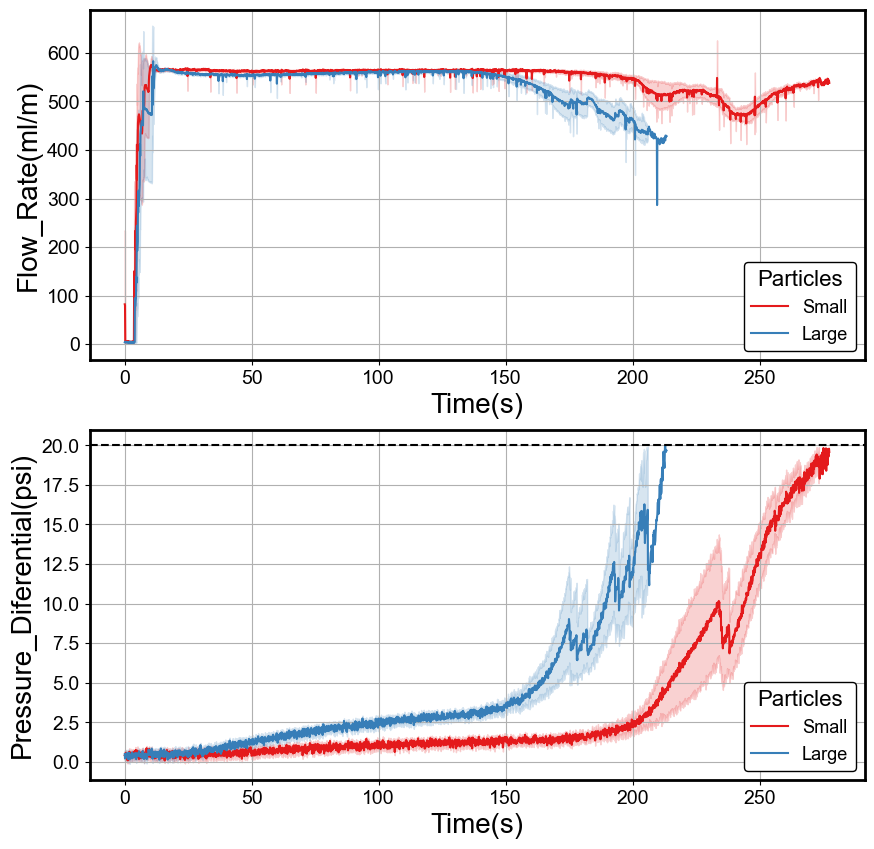 Flow_Rate(ml/m)
600
500
400
300
200
100
0
Particles
Small
Large
0 50 100 150 200 250
Time(s)
Pressure_Diferential(psi)
20.0
17.5
15.0
12.5
10.0
7.5
5.0
2.5
0.0
Particles
Small
Large
0 50 100 150 200 250
Time(s)